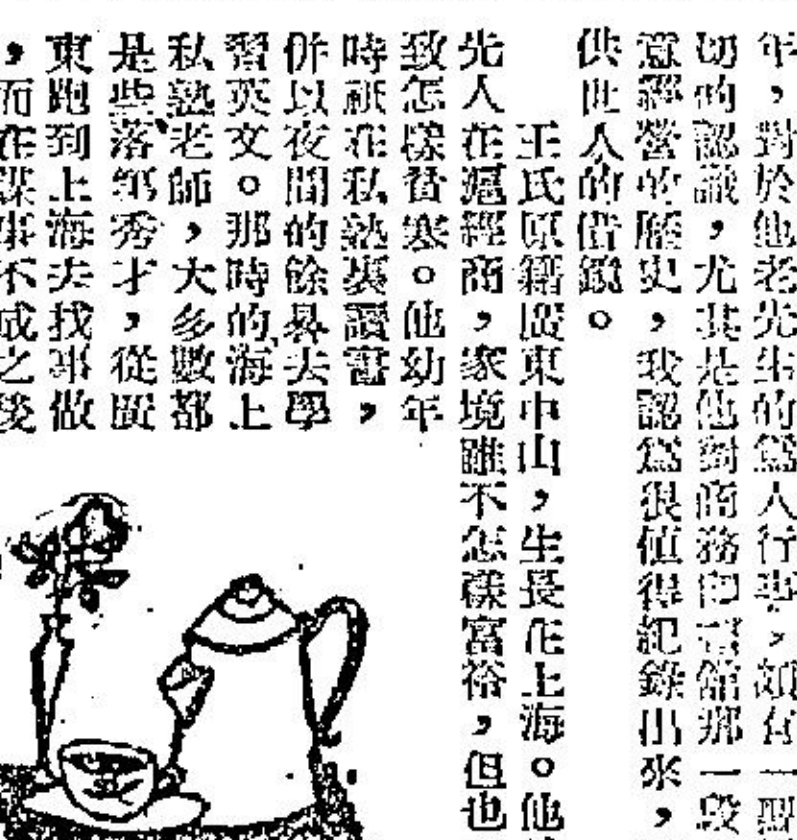 年，對於他老先生的爲人行事，頗有一點
切的認識，尤其是他對商務印書館那一段
意經營的歷史，我認爲很值得紀錄出來，
供世人的借鏡。
王氏原籍廣東中山，生長在上海。他
先人在滬經商，家境雖不怎樣富裕，但也
致怎樣貧寒。他幼年
時祇在私塾裏讀書，
併以夜間的餘晷去學
習英文。那時的海上
私塾老師，大多數都
是些落第秀才，從廣
東跑到上海去找事做
，而在謀事不成之後